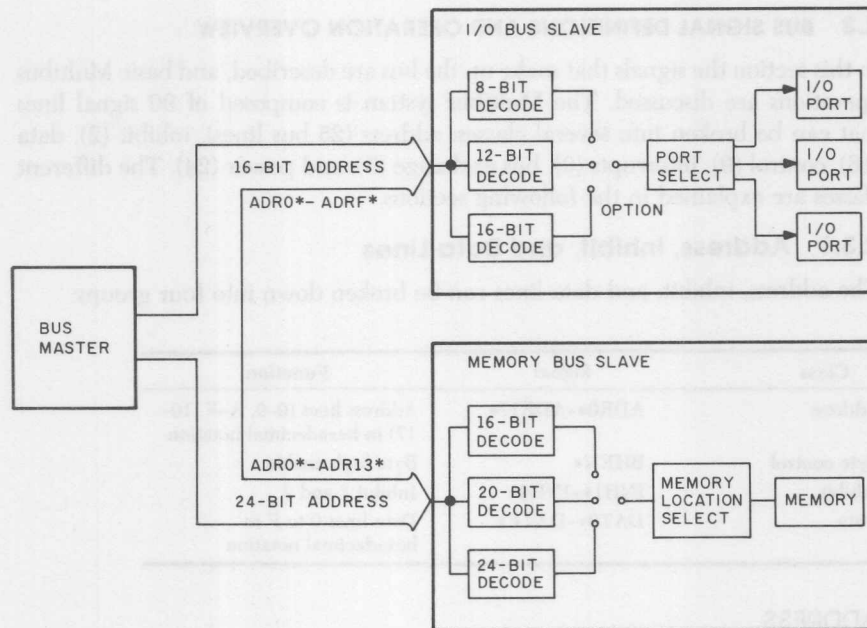 I/O BUS SLAVE
8-BIT
DECODE
12-BIT
DECODE
16-BIT
DECODE
OPTION
PORT
SELECT
I/O
PORT
I/O
PORT
I/O
PORT
16-BIT ADDRESS
ADR0*-ADRF*
BUS
MASTER
MEMORY BUS SLAVE
16-BIT
DECODE
20-BIT
DECODE
24-BIT
DECODE
MEMORY
LOCATION
SELECT
MEMORY
ADR0*-ADR13*
24-BIT ADDRESS